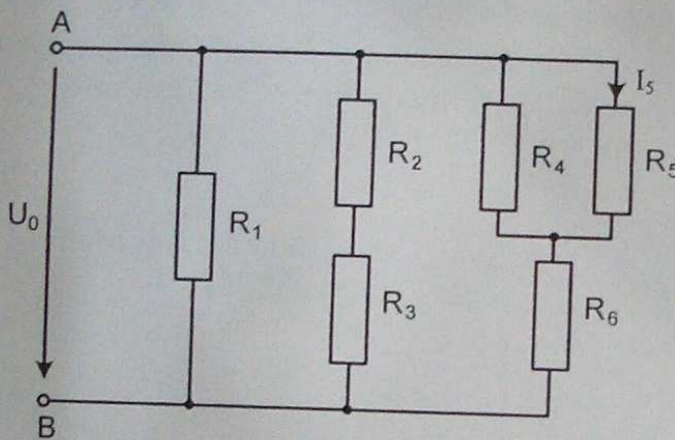 A
I₅
R₂
R₄
R₅
U₀
R₁
R₃
R₆
B